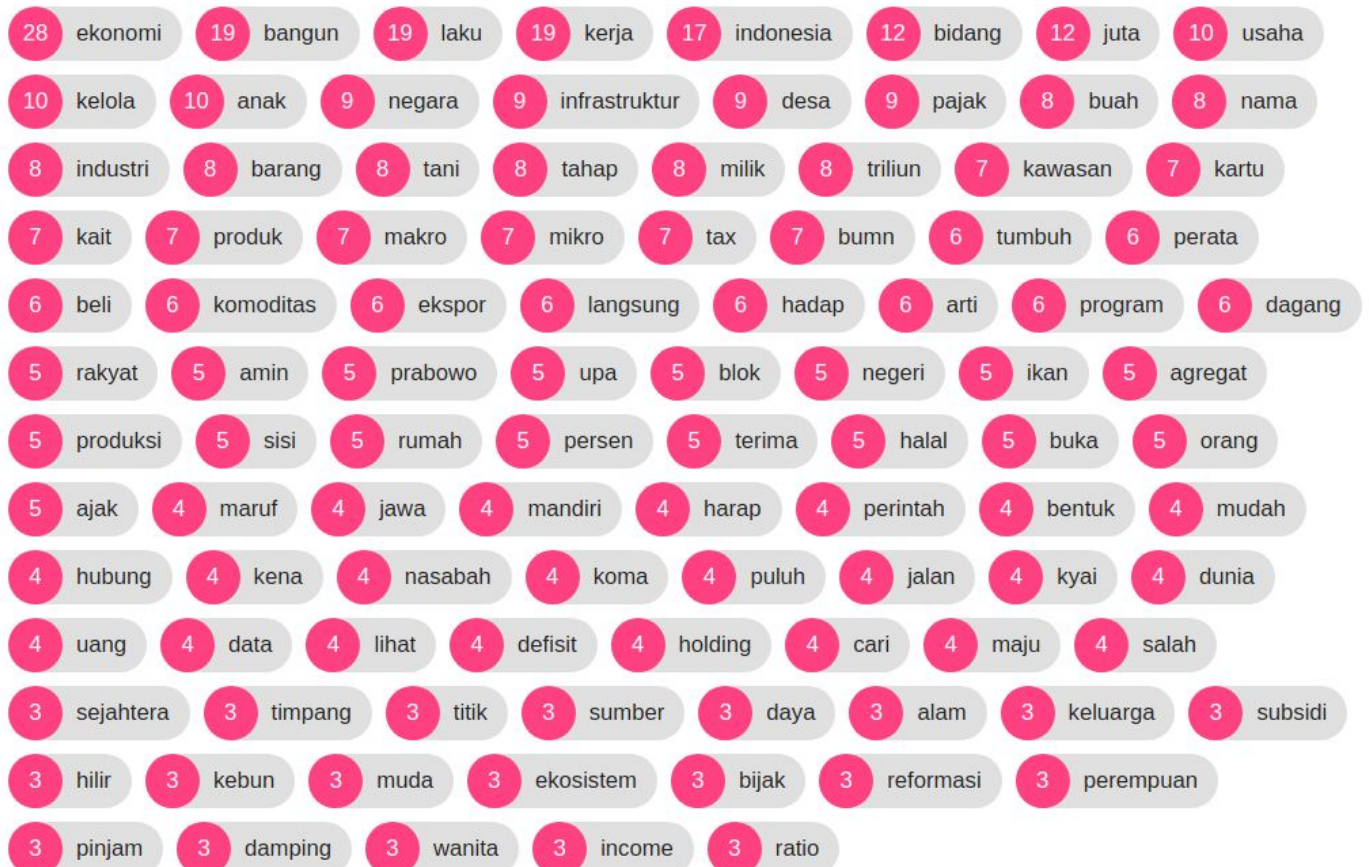 28 ekonomi 19 bangun 19 laku 19 kerja 17 indonesia 12 bidang 12 juta 10 usaha
10 kelola 10 anak 9 negara 9 infrastruktur 9 desa 9 pajak 8 buah 8 nama
8 industri 8 barang 8 tani 8 tahap 8 milik 8 triliun 7 kawasan 7 kartu
7 kait 7 produk 7 makro 7 mikro 7 tax 7 bumn 6 tumbuh 6 perata
6 beli 6 komoditas 6 ekspor 6 langsung 6 hadap 6 arti 6 program 6 dagang
5 rakyat 5 amin 5 prabowo 5 upa 5 blok 5 negeri 5 ikan 5 agregat
5 produksi 5 sisi 5 rumah 5 persen 5 terima 5 halal 5 buka 5 orang
5 ajak 4 maruf 4 jawa 4 mandiri 4 harap 4 perintah 4 bentuk 4 mudah
4 hubung 4 kena 4 nasabah 4 koma 4 puluh 4 jalan 4 kyai 4 dunia
4 uang 4 data 4 lihat 4 defisit 4 holding 4 cari 4 maju 4 salah
3 sejahtera 3 timpang 3 titik 3 sumber 3 daya 3 alam 3 keluarga 3 subsidi
3 hilir 3 kebun 3 muda 3 ekosistem 3 bijak 3 reformasi 3 perempuan
3 pinjam 3 damping 3 wanita 3 income 3 ratio